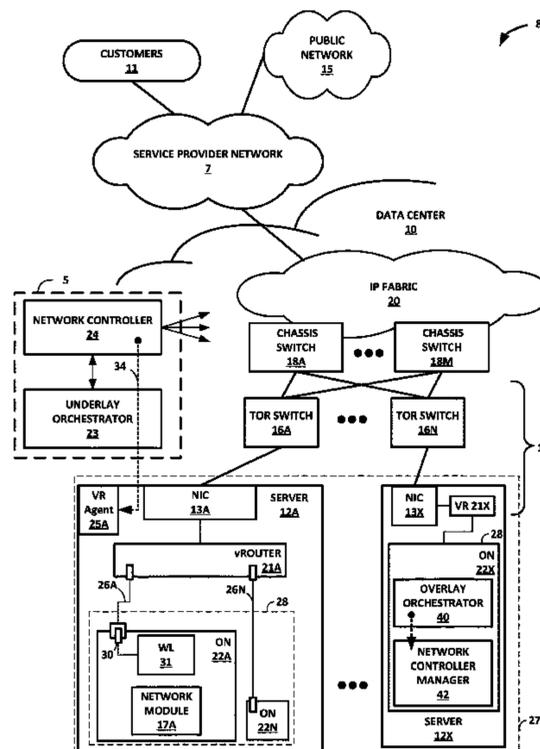 8
CUSTOMERS
11
PUBLIC
NETWORK
15
SERVICE PROVIDER NETWORK
7
DATA CENTER
10
5
NETWORK CONTROLLER
24
34
UNDERLAY
ORCHESTRATOR
23
IP FABRIC
20
CHASSIS
SWITCH
18A
CHASSIS
SWITCH
18M
TOR SWITCH
16A
TOR SWITCH
16N
VR
Agent
25A
NIC
13A
SERVER
12A
vROUTER
21A
26A
26N
28
30
WL
31
ON
22A
NETWORK
MODULE
17A
ON
22N
NIC
13X
VR 21X
28
ON
22X
OVERLAY
ORCHESTRATOR
40
NETWORK
CONTROLLER
MANAGER
42
SERVER
12X
27